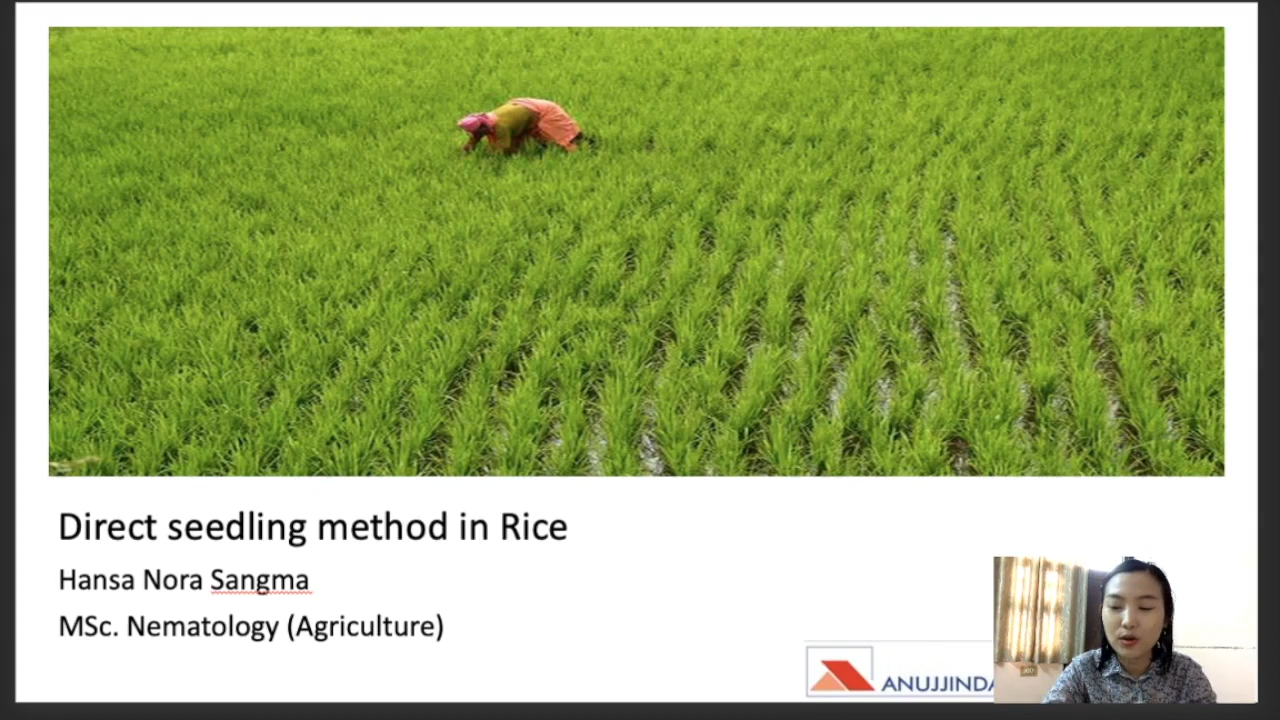 Direct seedling method in Rice
Hansa Nora Sangma
MSc. Nematology (Agriculture)
ANUJJINDA